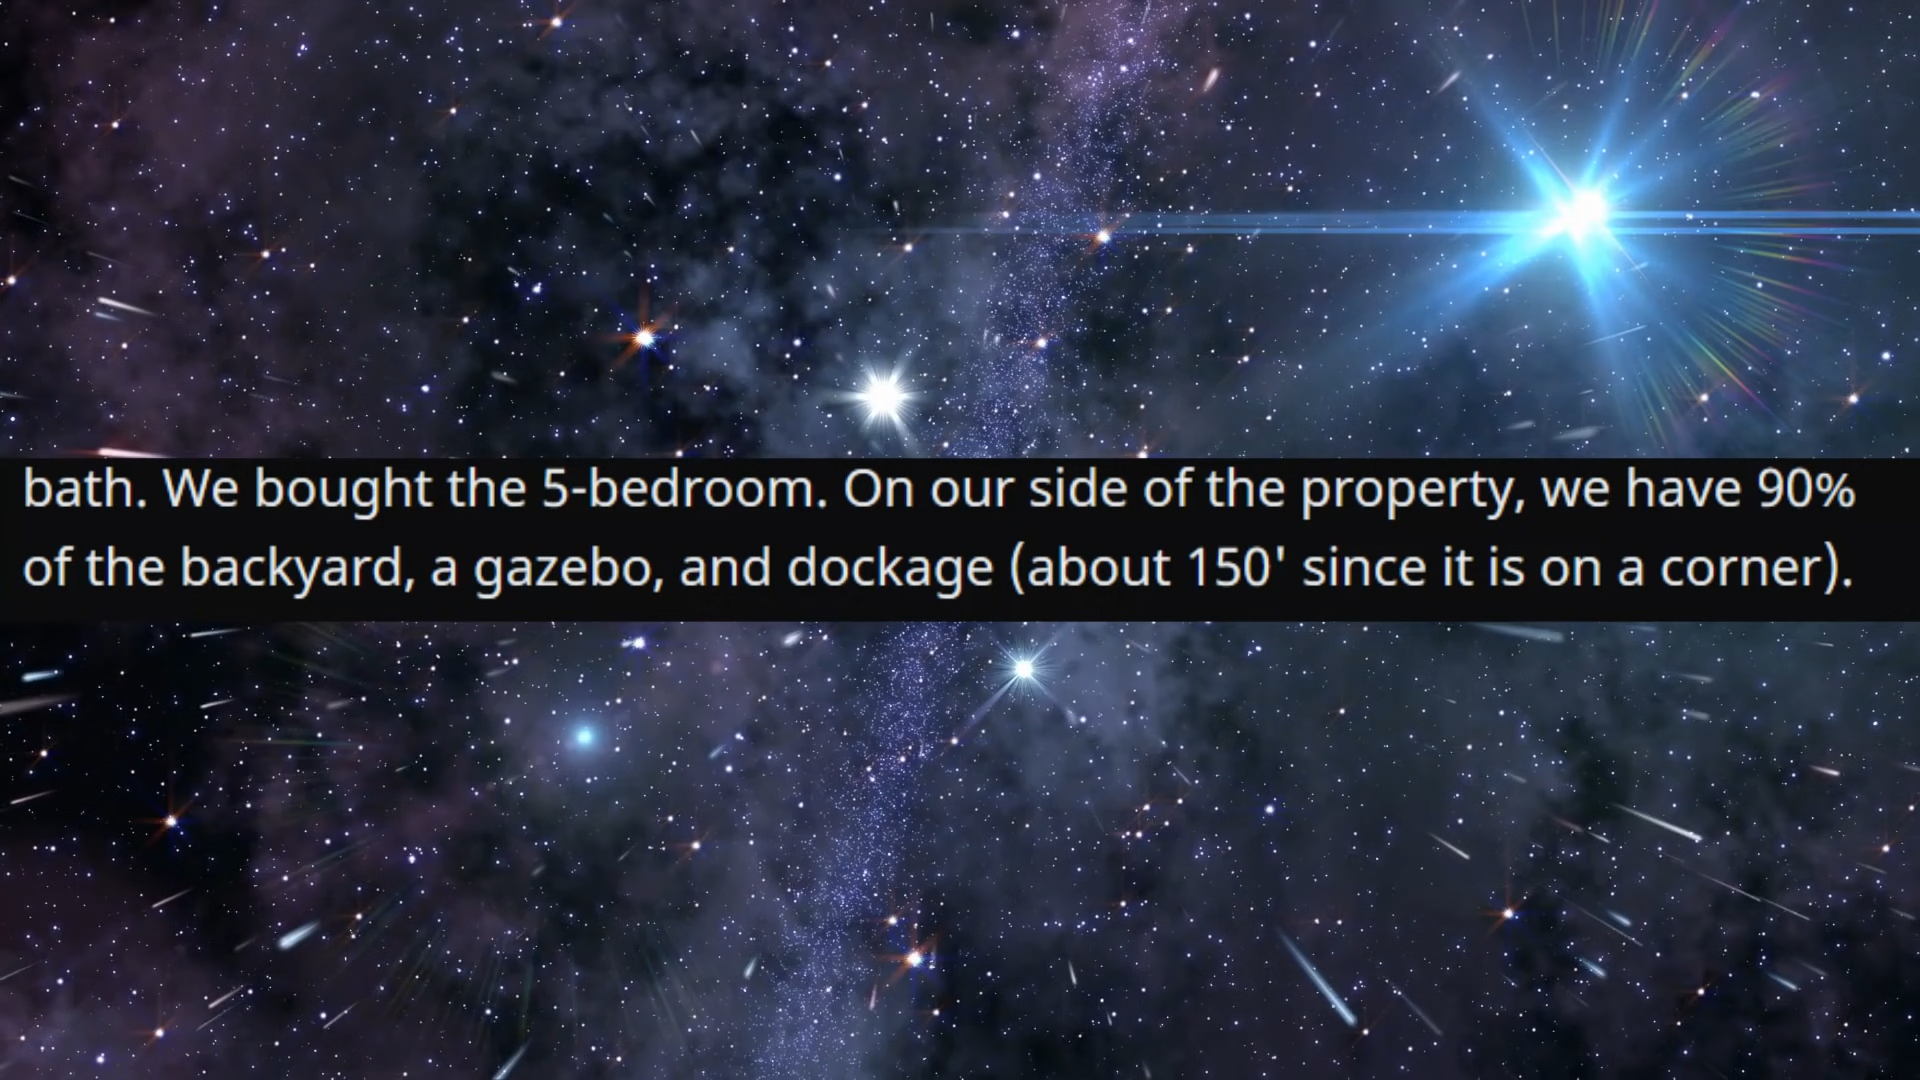 bath. We bought the 5-bedroom. On our side of the property, we have 90%
of the backyard, a gazebo, and dockage (about 150' since it is on a corner).